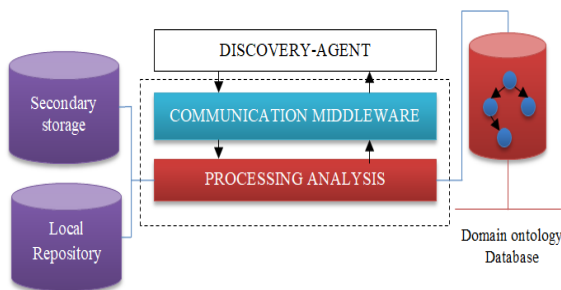 DISCOVERY-AGENT
Secondary
storage
COMMUNICATION MIDDLEWARE
PROCESSING ANALYSIS
Local
Repository
Domain ontology
Database